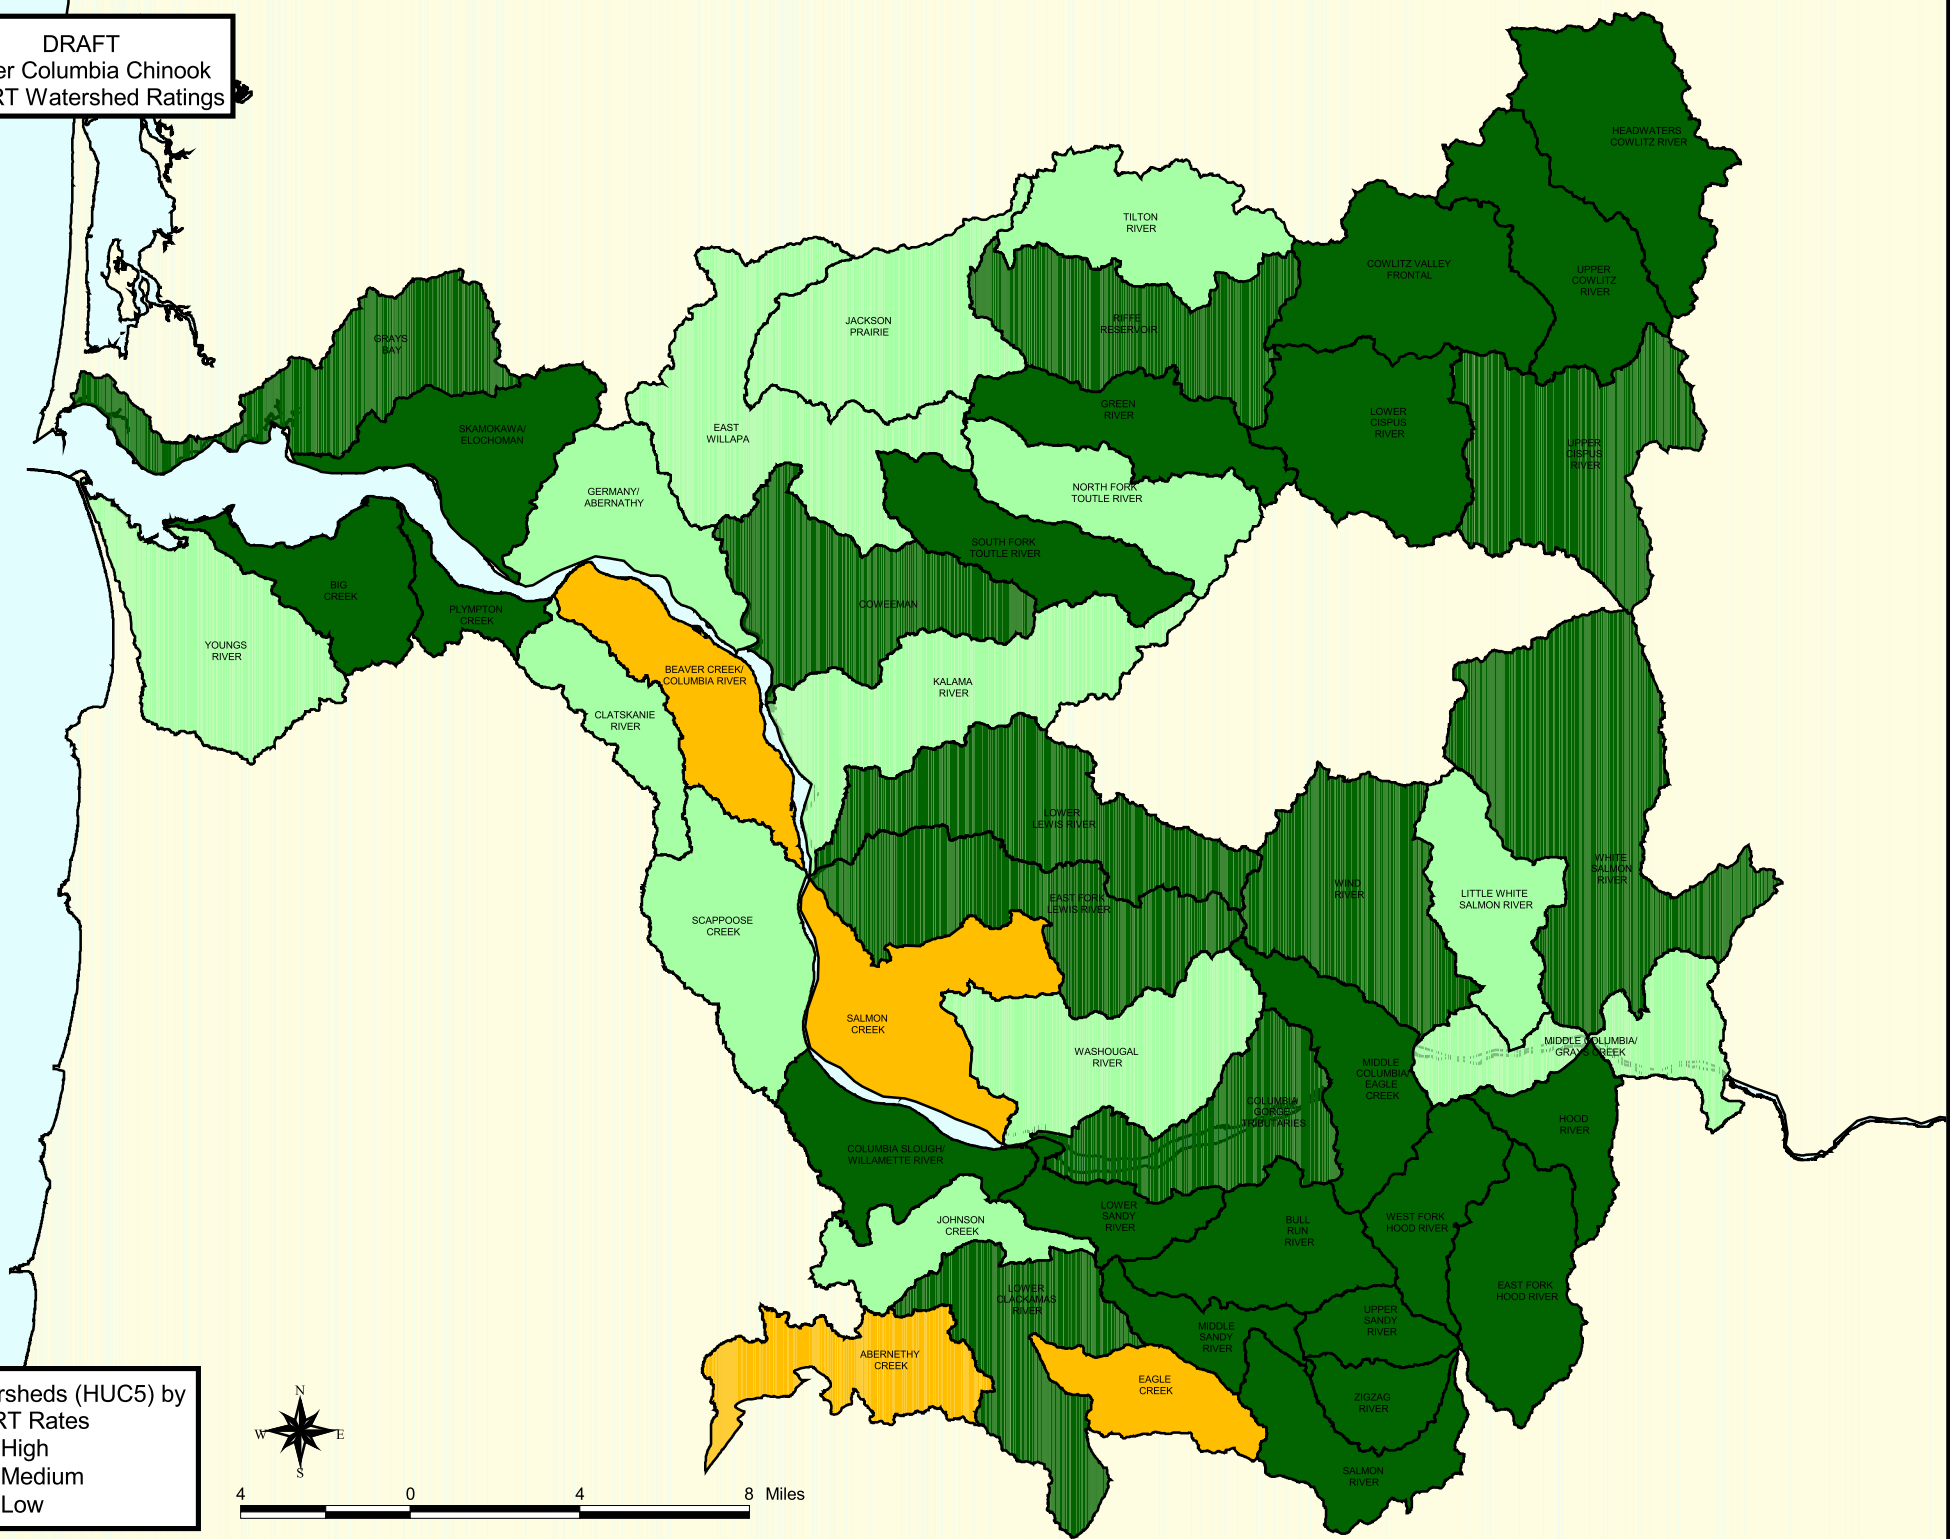 DRAFT
er Columbia Chinook
RT Watershed Ratings
HEADWATERS
COWLITZ RIVER
TILTON
RIVER
COWLITZ VALLEY
FRONTAL
UPPER
COWLITZ
RIVER
JACKSON
PRAIRIE
RIFFE
RESERVOIR
GRAYS
BAY
GREEN
RIVER
LOWER
CISPUS
RIVER
SKAMOKAWA/
ELOCHOMAN
EAST
WILLAPA
UPPER
CISPUS
RIVER
GERMANY/
ABERNATHY
NORTH FORK
TOUTLE RIVER
SOUTH FORK
TOUTLE RIVER
BIG
CREEK
PLYMPTON
CREEK
COWEEMAN
YOUNGS
RIVER
BEAVER CREEK/
COLUMBIA RIVER
KALAMA
RIVER
CLATSKANIE
RIVER
LOWER
LEWIS RIVER
WHITE
SALMON
RIVER
WIND
RIVER
LITTLE WHITE
SALMON RIVER
EAST FORK
LEWIS RIVER
SCAPPOOSE
CREEK
SALMON
CREEK
WASHOUGAL
RIVER
MIDDLE COLUMBIA/
GRAYS CREEK
MIDDLE
COLUMBIA/
EAGLE
CREEK
COLUMBIA
GORGE
TRIBUTARIES
HOOD
RIVER
COLUMBIA SLOUGH/
WILLAMETTE RIVER
LOWER
SANDY
RIVER
JOHNSON
CREEK
BULL
RUN
RIVER
WEST FORK
HOOD RIVER
EAST FORK
HOOD RIVER
LOWER
CLACKAMAS
RIVER
UPPER
SANDY
RIVER
MIDDLE
SANDY
RIVER
ABERNETHY
CREEK
EAGLE
CREEK
ZIGZAG
RIVER
SALMON
RIVER
rsheds (HUC5) by
RT Rates
High
Medium
Low
N
W E
S
4 0 4 8 Miles